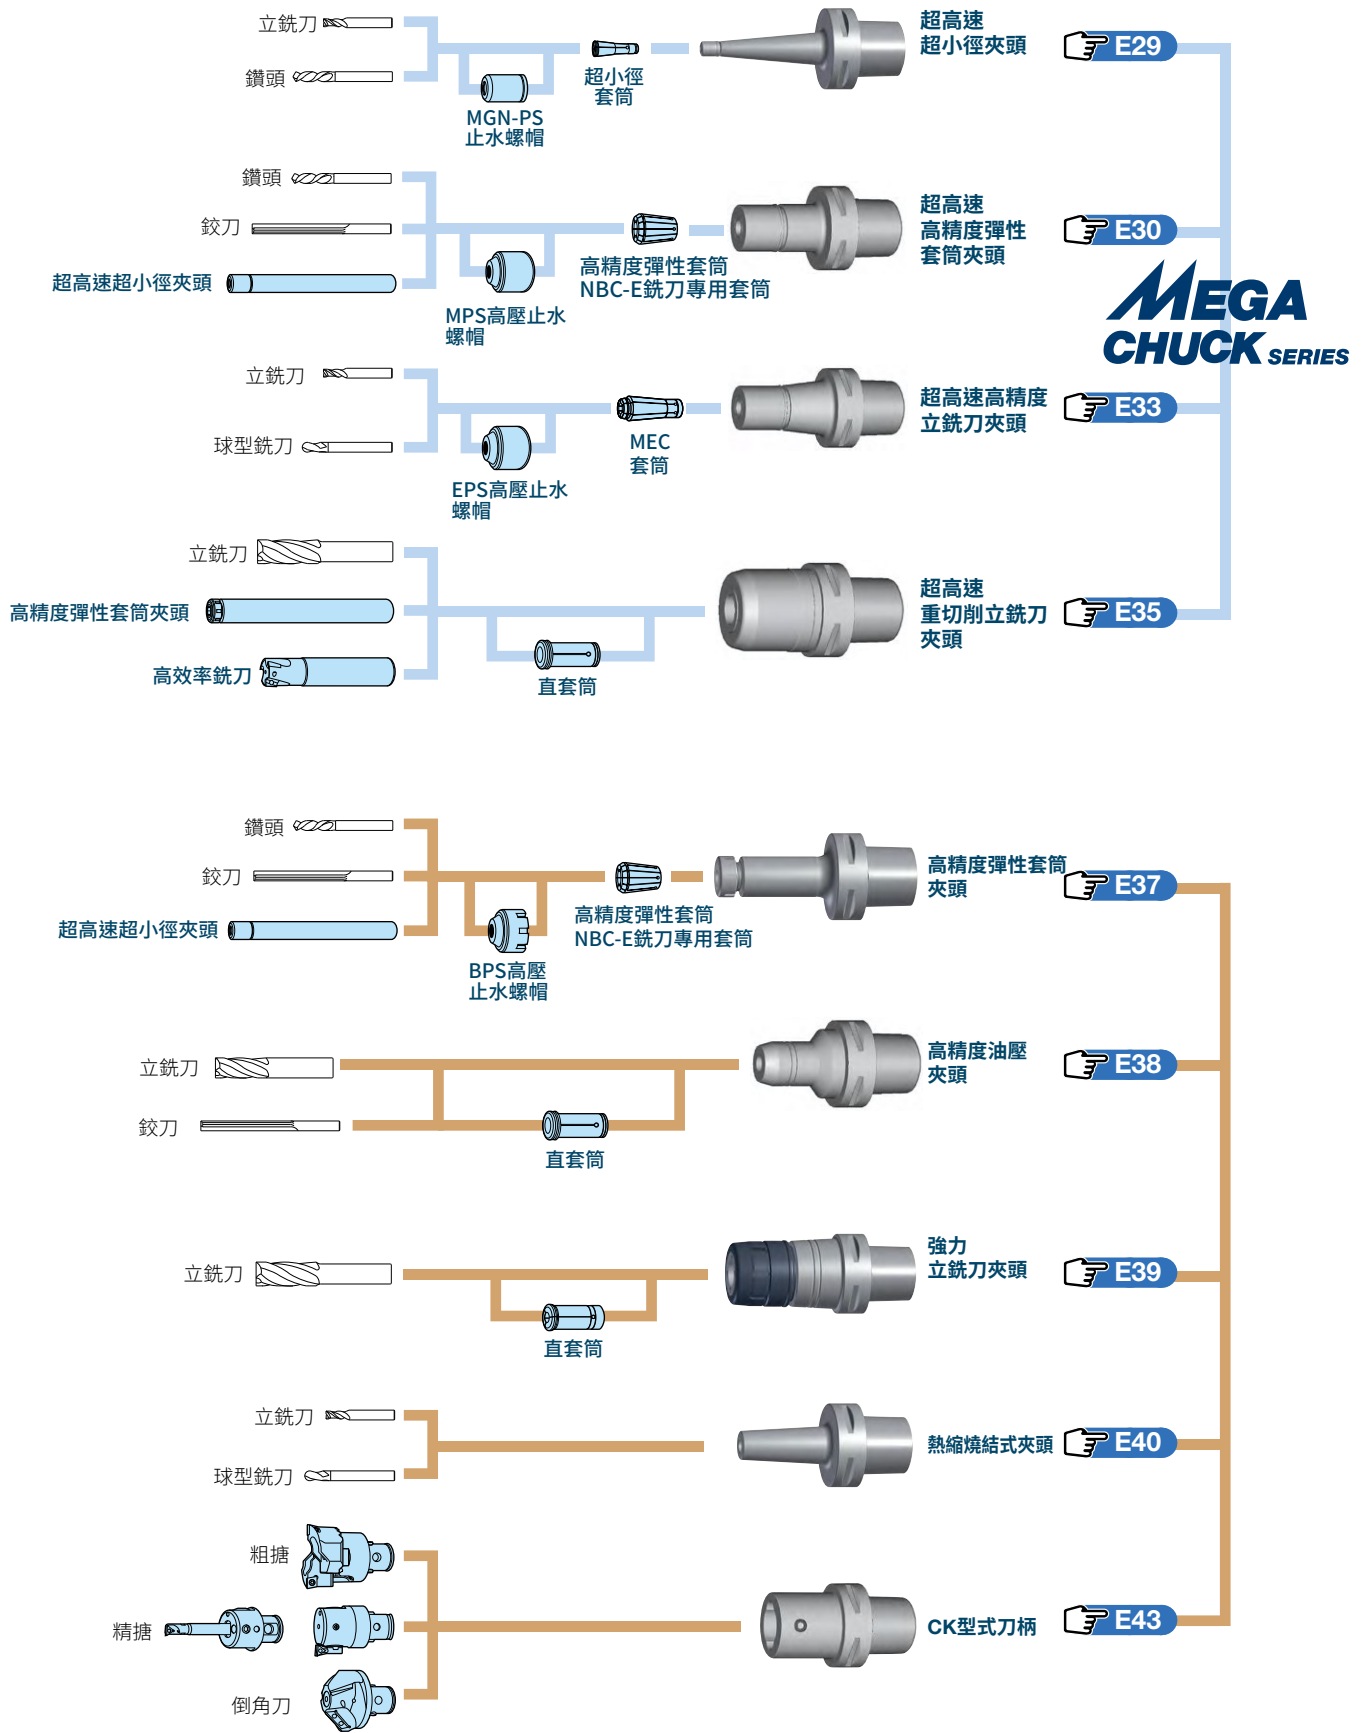 立銑刀
鑽頭
MGN-PS
止水螺帽
超小徑
套筒
超高速
超小徑夾頭
E29
鑽頭
鉸刀
超高速超小徑夾頭
MPS高壓止水
螺帽
高精度彈性套筒
NBC-E銑刀專用套筒
超高速
高精度彈性
套筒夾頭
E30
MEGA
CHUCK SERIES
立銑刀
球型銑刀
EPS高壓止水
螺帽
MEC
套筒
超高速高精度
立銑刀夾頭
E33
立銑刀
高精度彈性套筒夾頭
高效率銑刀
直套筒
超高速
重切削立銑刀
夾頭
E35
鑽頭
鉸刀
超高速超小徑夾頭
BPS高壓
止水螺帽
高精度彈性套筒
NBC-E銑刀專用套筒
高精度彈性套筒
夾頭
E37
立銑刀
鉸刀
直套筒
高精度油壓
夾頭
E38
立銑刀
直套筒
強力
立銑刀夾頭
E39
立銑刀
球型銑刀
熱縮燒結式夾頭
E40
粗搪
精搪
倒角刀
CK型式刀柄
E43